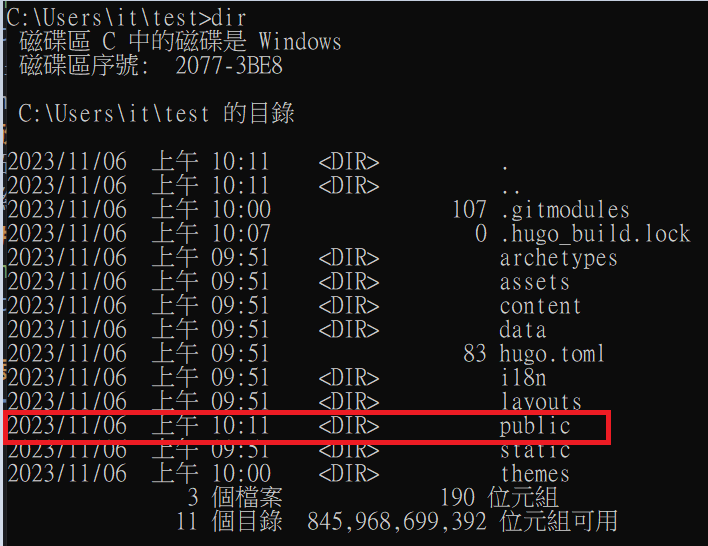 C:\Users\it\test>dir
磁碟區 C 中的磁碟是 Windows
磁碟區序號:  2077-3BE8
C:\Users\it\test 的目錄
2023/11/06  上午 10:11    <DIR>          .
2023/11/06  上午 10:11    <DIR>          ..
2023/11/06  上午 10:00               107 .gitmodules
2023/11/06  上午 10:07                 0 .hugo_build.lock
2023/11/06  上午 09:51    <DIR>          archetypes
2023/11/06  上午 09:51    <DIR>          assets
2023/11/06  上午 09:51    <DIR>          content
2023/11/06  上午 09:51    <DIR>          data
2023/11/06  上午 09:51                83 hugo.toml
2023/11/06  上午 09:51    <DIR>          i18n
2023/11/06  上午 09:51    <DIR>          layouts
2023/11/06  上午 10:11    <DIR>          public
2023/11/06  上午 09:51    <DIR>          static
2023/11/06  上午 10:00    <DIR>          themes
3 個檔案             190 位元組
11 個目錄  845,968,699,392 位元組可用